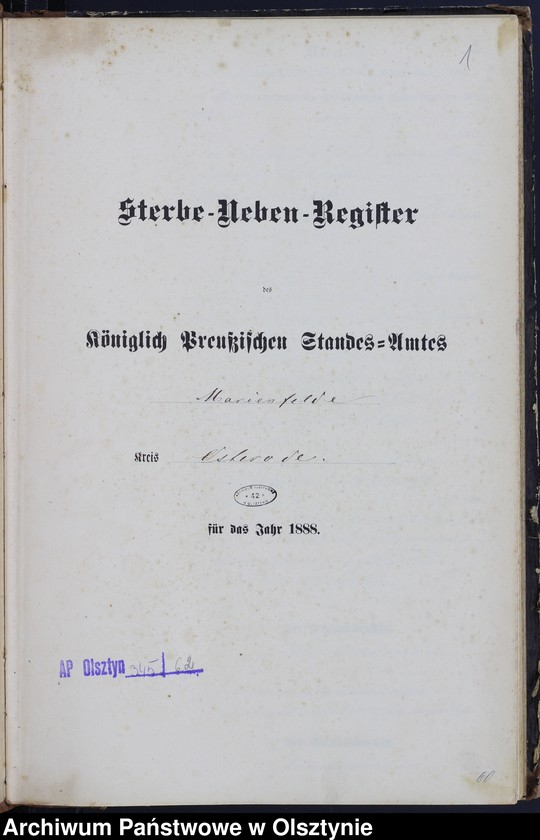 1
Sterbe-Neben-Register
des
Königlich Preußischen Standes-Amtes
Marienfelde
Kreis Osterode.
42
für das Jahr 1888.
AP Olsztyn 345/62
Archiwum Państwowe w Olsztynie